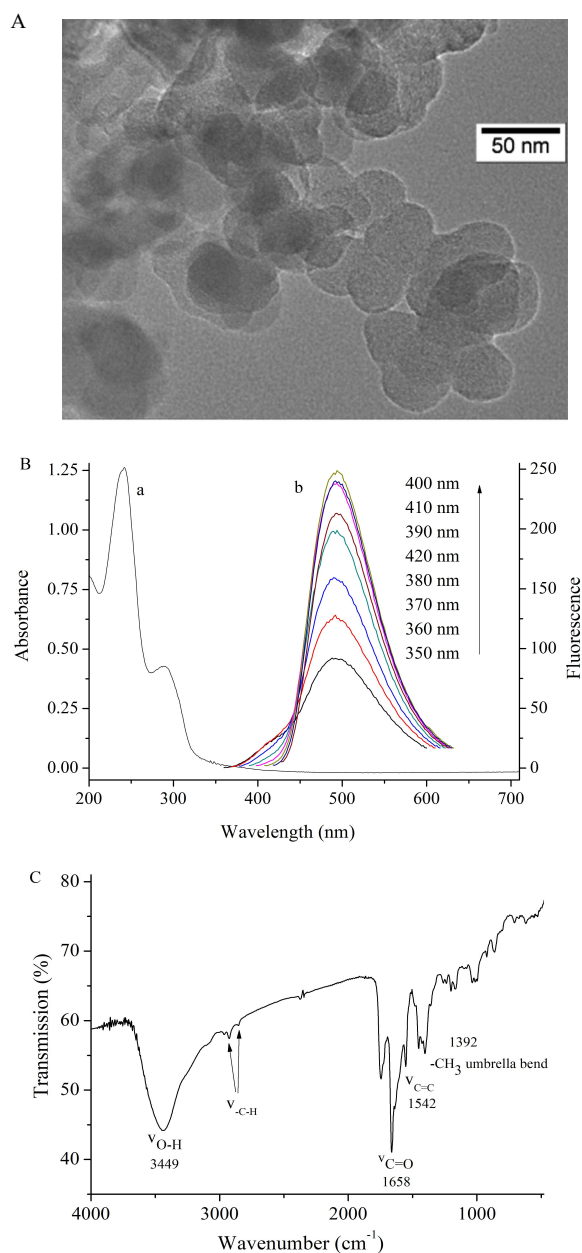 A
50 nm
B
a
b
1.25
1.00
0.75
0.50
0.25
0.00
Absorbance
250
200
150
100
50
0
Fluorescence
400 nm
410 nm
390 nm
420 nm
380 nm
370 nm
360 nm
350 nm
200 300 400 500 600 700
Wavelength (nm)
C
80
70
60
50
40
Transmission (%)
1392
-CH3 umbrella bend
νC=C
1542
ν-C-H
νO-H
3449
νC=O
1658
4000 3000 2000 1000
Wavenumber (cm-1)